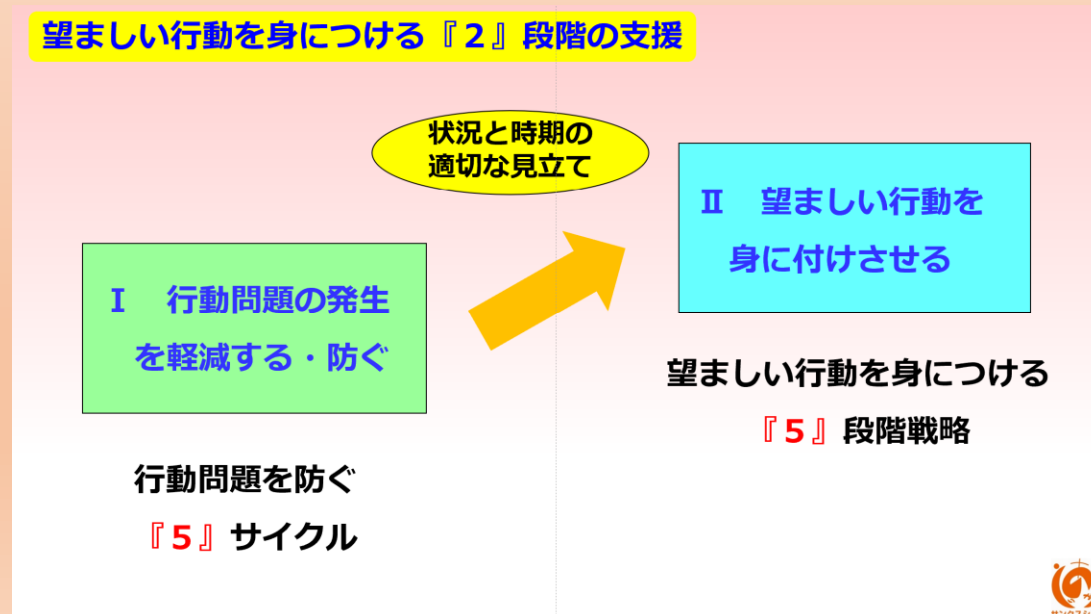 望ましい行動を身につける『２』段階の支援
状況と時期の
適切な見立て
Ⅱ　望ましい行動を
身に付けさせる
Ⅰ　行動問題の発生
を軽減する・防ぐ
望ましい行動を身につける
『５』段階戦略
行動問題を防ぐ
『５』サイクル